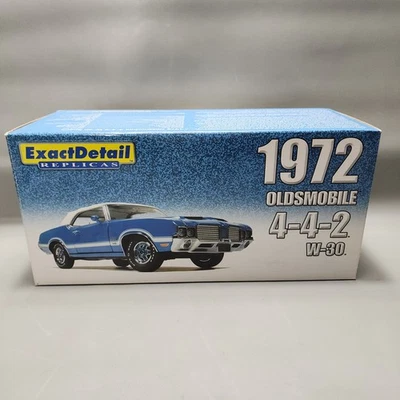 ExactDetail
REPLICAS
1972
OLDSMOBILE
4-4-2
W-30